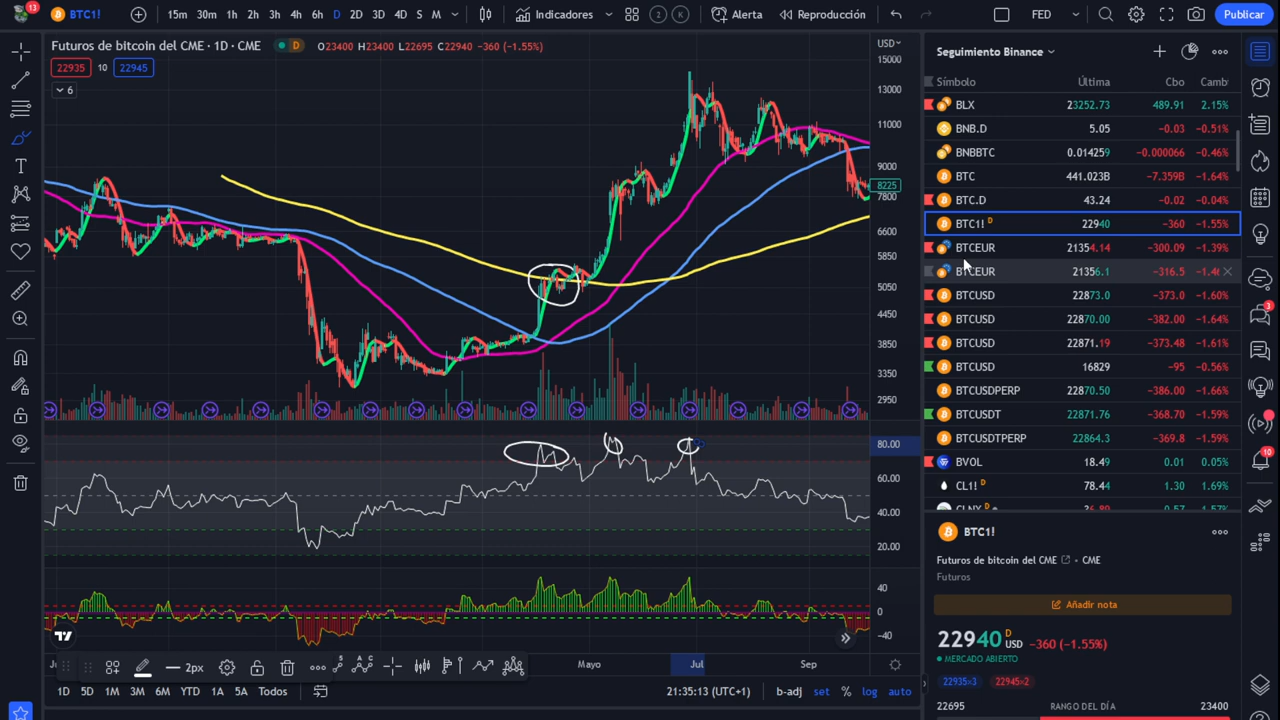 13 BTC1! 15m 30m 1h 2h 3h 4h 6h D 2D 3D 4D S M Indicadores 2 K Alerta Reproducción FED Publicar
Futuros de bitcoin del CME · 1D · CME D O23400 H23400 L22695 C22940 −360 (−1.55%)
22935 10 22945
6
USD
15000
13000
11000
9000
8225
7800
6600
5850
5050
4450
3850
3350
2950
80.00
60.00
40.00
20.00
40
0
−40
Mayo Jul Sep
2px
1D 5D 1M 3M 6M YTD 1A 5A Todos 21:35:13 (UTC+1) b-adj set % log auto
Seguimiento Binance
Símbolo Última Cbo Camb
BLX 23252.73 489.91 2.15%
BNB.D 5.05 −0.03 −0.51%
BNBBTC 0.014259 −0.000066 −0.46%
BTC 441.023B −7.359B −1.64%
BTC.D 43.24 −0.02 −0.04%
BTC1! D 22940 −360 −1.55%
BTCEUR 21354.14 −300.09 −1.39%
BTCEUR 21356.1 −316.5
BTCUSD 22873.0 −373.0 −1.60%
BTCUSD 22870.00 −382.00 −1.64%
BTCUSD 22871.19 −373.48 −1.61%
BTCUSD 16829 −95 −0.56%
BTCUSDPERP 22870.50 −386.00 −1.66%
BTCUSDT 22871.76 −368.70 −1.59%
BTCUSDTPERP 22864.3 −369.8 −1.59%
BVOL 18.49 0.01 0.05%
CL1! D 78.44 1.30 1.69%
BTC1!
Futuros de bitcoin del CME • CME
Futuros
Añadir nota
22940 D USD −360 (−1.55%)
MERCADO ABIERTO
22935×3 22945×2
22695 RANGO DEL DÍA 23400
3
10